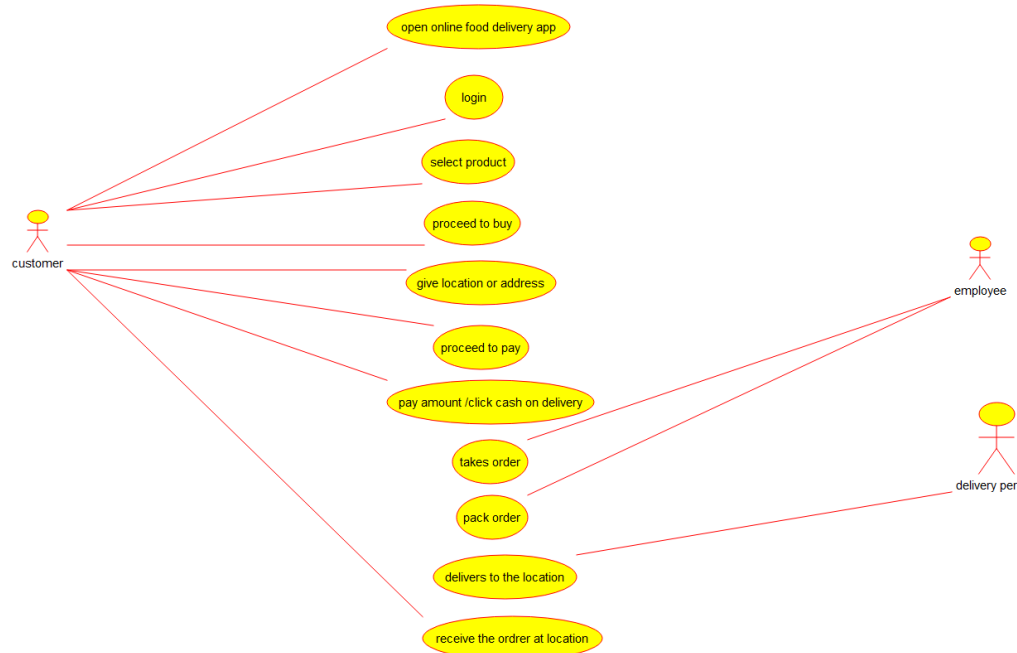 open online food delivery app
login
select product
proceed to buy
customer
give location or address
employee
proceed to pay
pay amount /click cash on delivery
takes order
delivery per
pack order
delivers to the location
receive the ordrer at location